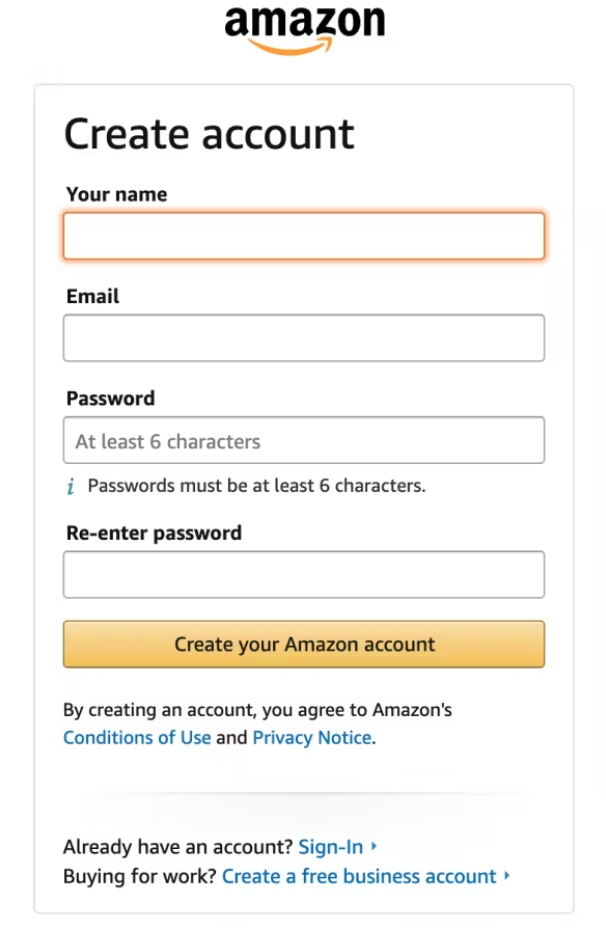 amazon
Create account
Your name
Email
Password
At least 6 characters
i Passwords must be at least 6 characters.
Re-enter password
Create your Amazon account
By creating an account, you agree to Amazon's
Conditions of Use and Privacy Notice.
Already have an account? Sign-In
Buying for work? Create a free business account